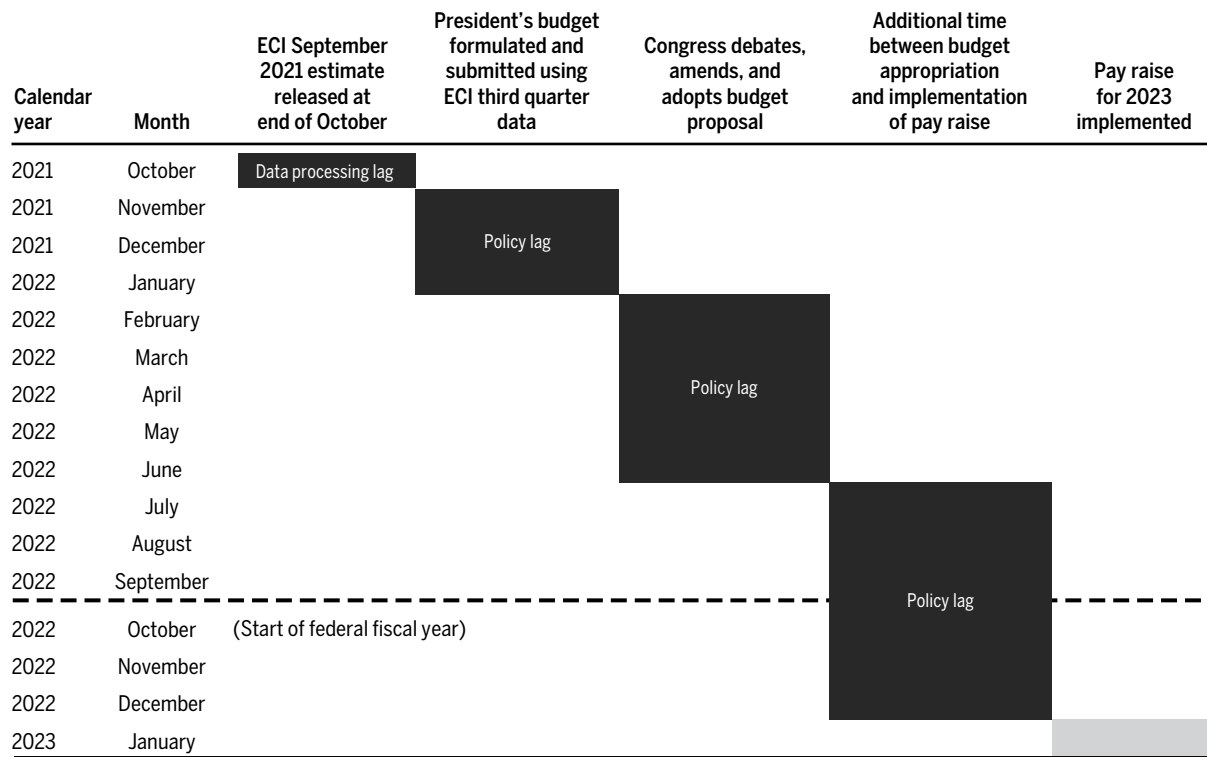 Calendar year
Month
ECI September 2021 estimate released at end of October
President’s budget formulated and submitted using ECI third quarter data
Congress debates, amends, and adopts budget proposal
Additional time between budget appropriation and implementation of pay raise
Pay raise for 2023 implemented
2021 October Data processing lag
2021 November
2021 December Policy lag
2022 January
2022 February
2022 March
2022 April Policy lag
2022 May
2022 June
2022 July
2022 August
2022 September
Policy lag
2022 October (Start of federal fiscal year)
2022 November
2022 December
2023 January